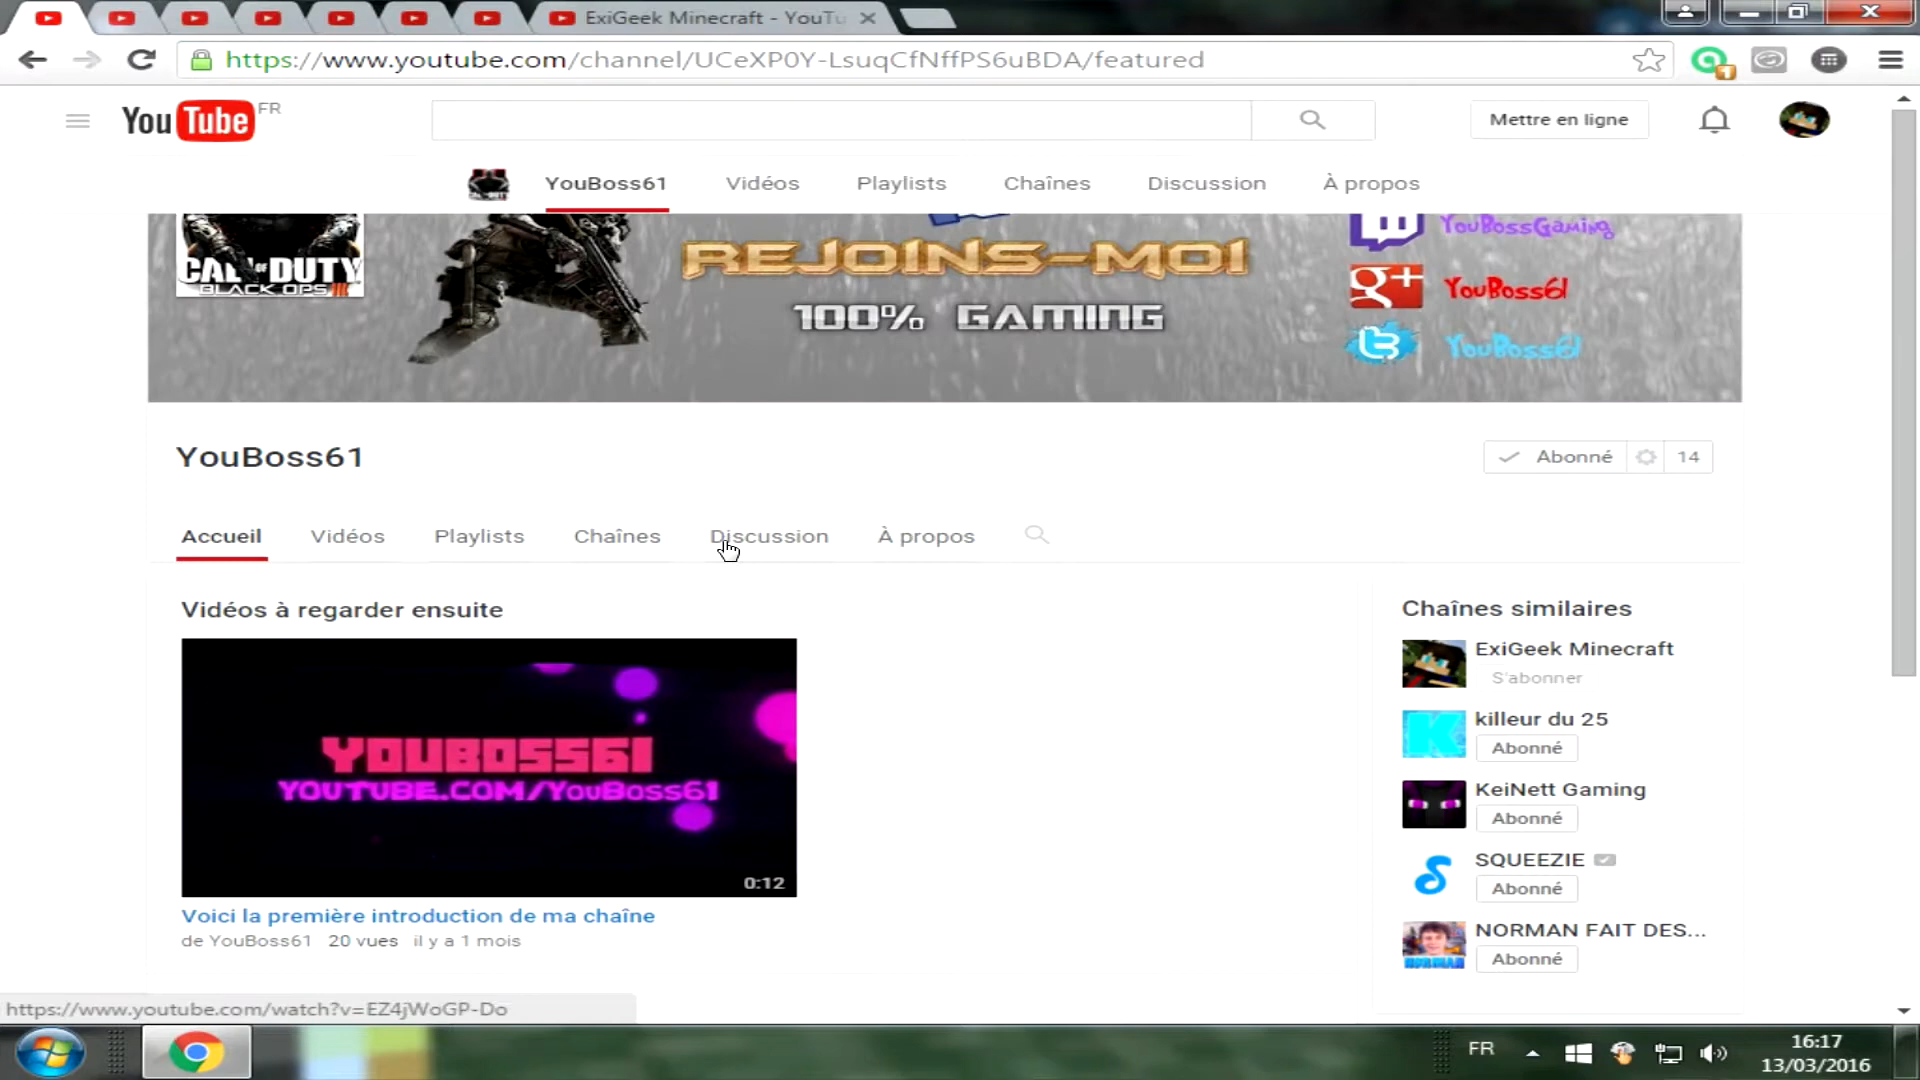 ExiGeek Minecraft - YouTu
https://www.youtube.com/channel/UCeXP0Y-LsuqCfNffPS6uBDA/featured
1
YouTube FR
Mettre en ligne
YouBoss61 Vidéos Playlists Chaînes Discussion À propos
YouBossGaming
CALL OF DUTY
BLACK OPS III
REJOINS-MOI
100% GAMING
g+ YouBoss61
YouBoss61
YouBoss61
Abonné 14
Accueil Vidéos Playlists Chaînes Discussion À propos
Vidéos à regarder ensuite
YOUBOSS61
YOUTUBE.COM/YouBoss61
0:12
Voici la première introduction de ma chaîne
de YouBoss61 20 vues il y a 1 mois
Chaînes similaires
ExiGeek Minecraft
S'abonner
killeur du 25
Abonné
KeiNett Gaming
Abonné
SQUEEZIE
Abonné
NORMAN FAIT DES...
Abonné
NORMAN
https://www.youtube.com/watch?v=EZ4jWoGP-Do
FR
16:17
13/03/2016